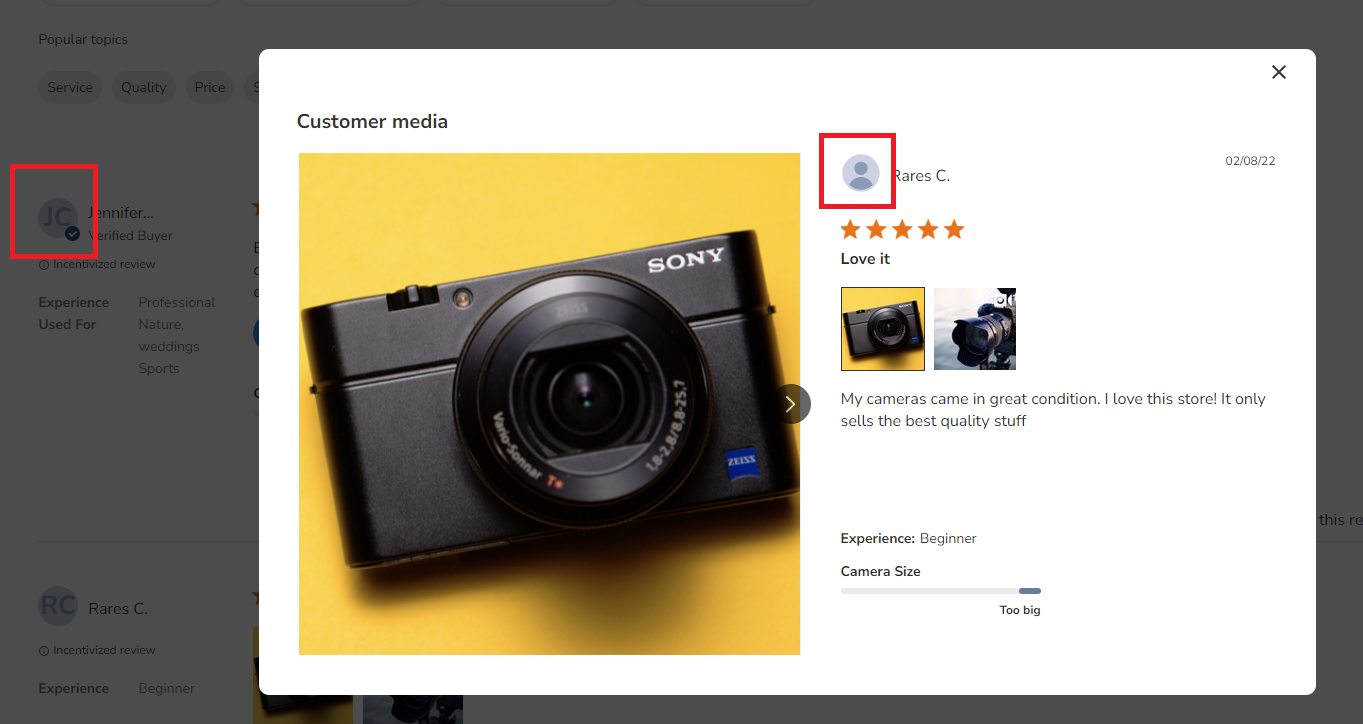 Popular topics
Service
Quality
Price
S
JC
Jennifer...
Verified Buyer
Incentivized review
Experience
Professional
Used For
Nature,
weddings
Sports
RC
Rares C.
Incentivized review
Experience
Beginner
Customer media
SONY
ZEISS
Vario-Sonnar T*
1,8-2,8/8,8-25,7
ZEISS
Rares C.
02/08/22
Love it
SONY
My cameras came in great condition. I love this store! It only
sells the best quality stuff
Experience: Beginner
Camera Size
Too big
this re